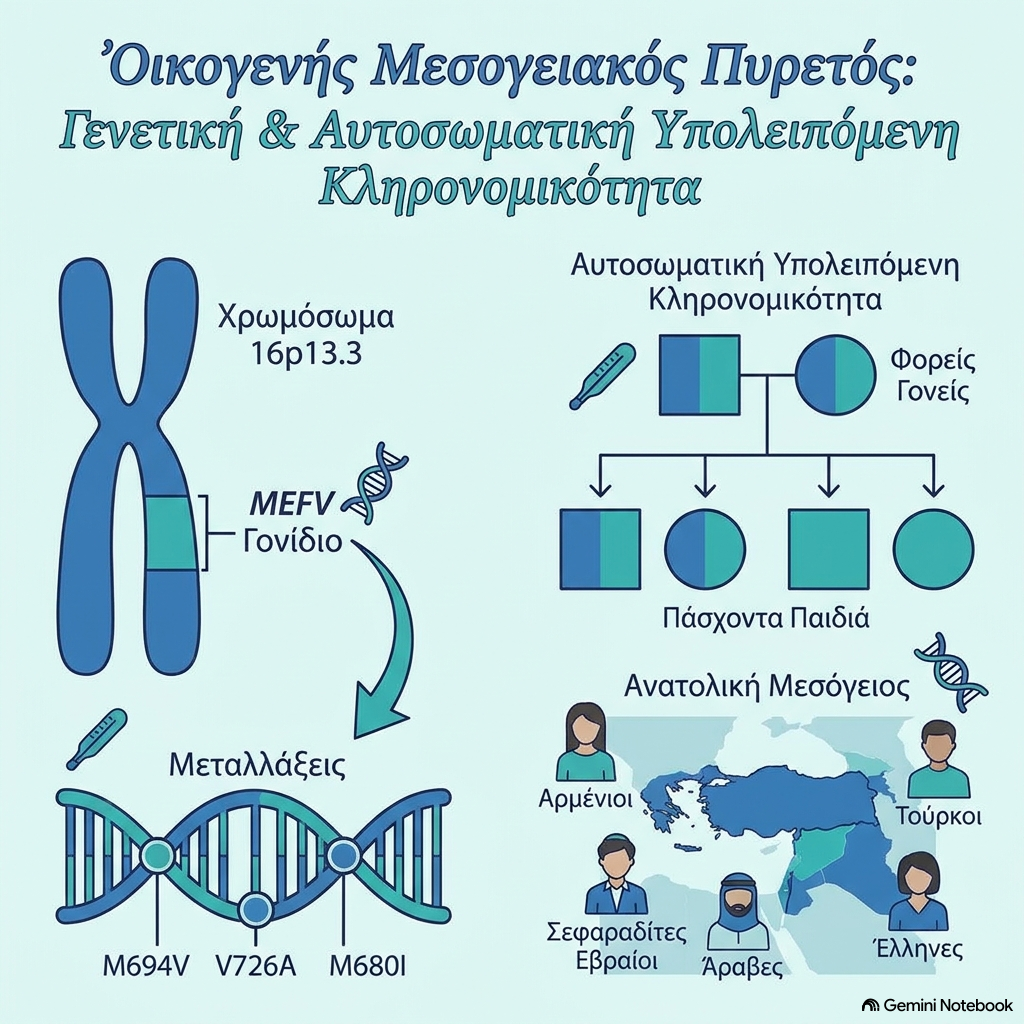 Ὀικογενής Μεσογειακός Πυρετός:
Γενετική & Αυτοσωματική Υπολειπόμενη
Κληρονομικότητα
Χρωμόσωμα
16p13.3
MEFV
Γονίδιο
Μεταλλάξεις
M694V V726A M680I
Αυτοσωματική Υπολειπόμενη
Κληρονομικότητα
Φορείς
Γονείς
Πάσχοντα Παιδιά
Ανατολική Μεσόγειος
Αρμένιοι
Τούρκοι
Σεφαραδίτες
Εβραίοι
Άραβες
Έλληνες
Gemini Notebook